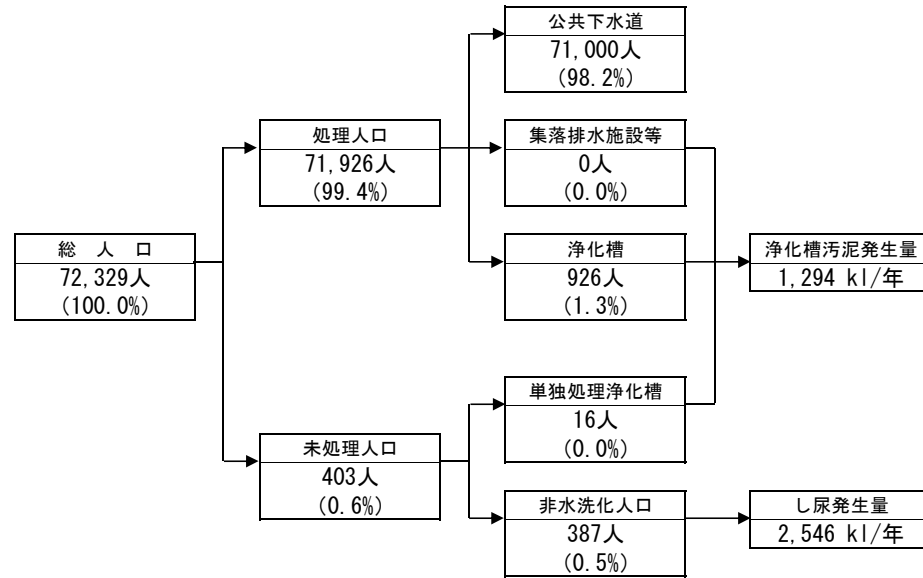 公共下水道
71,000人
(98.2%)
処理人口
71,926人
(99.4%)
集落排水施設等
0人
(0.0%)
総 人 口
72,329人
(100.0%)
浄化槽
926人
(1.3%)
浄化槽汚泥発生量
1,294 kl/年
単独処理浄化槽
16人
(0.0%)
未処理人口
403人
(0.6%)
非水洗化人口
387人
(0.5%)
し尿発生量
2,546 kl/年